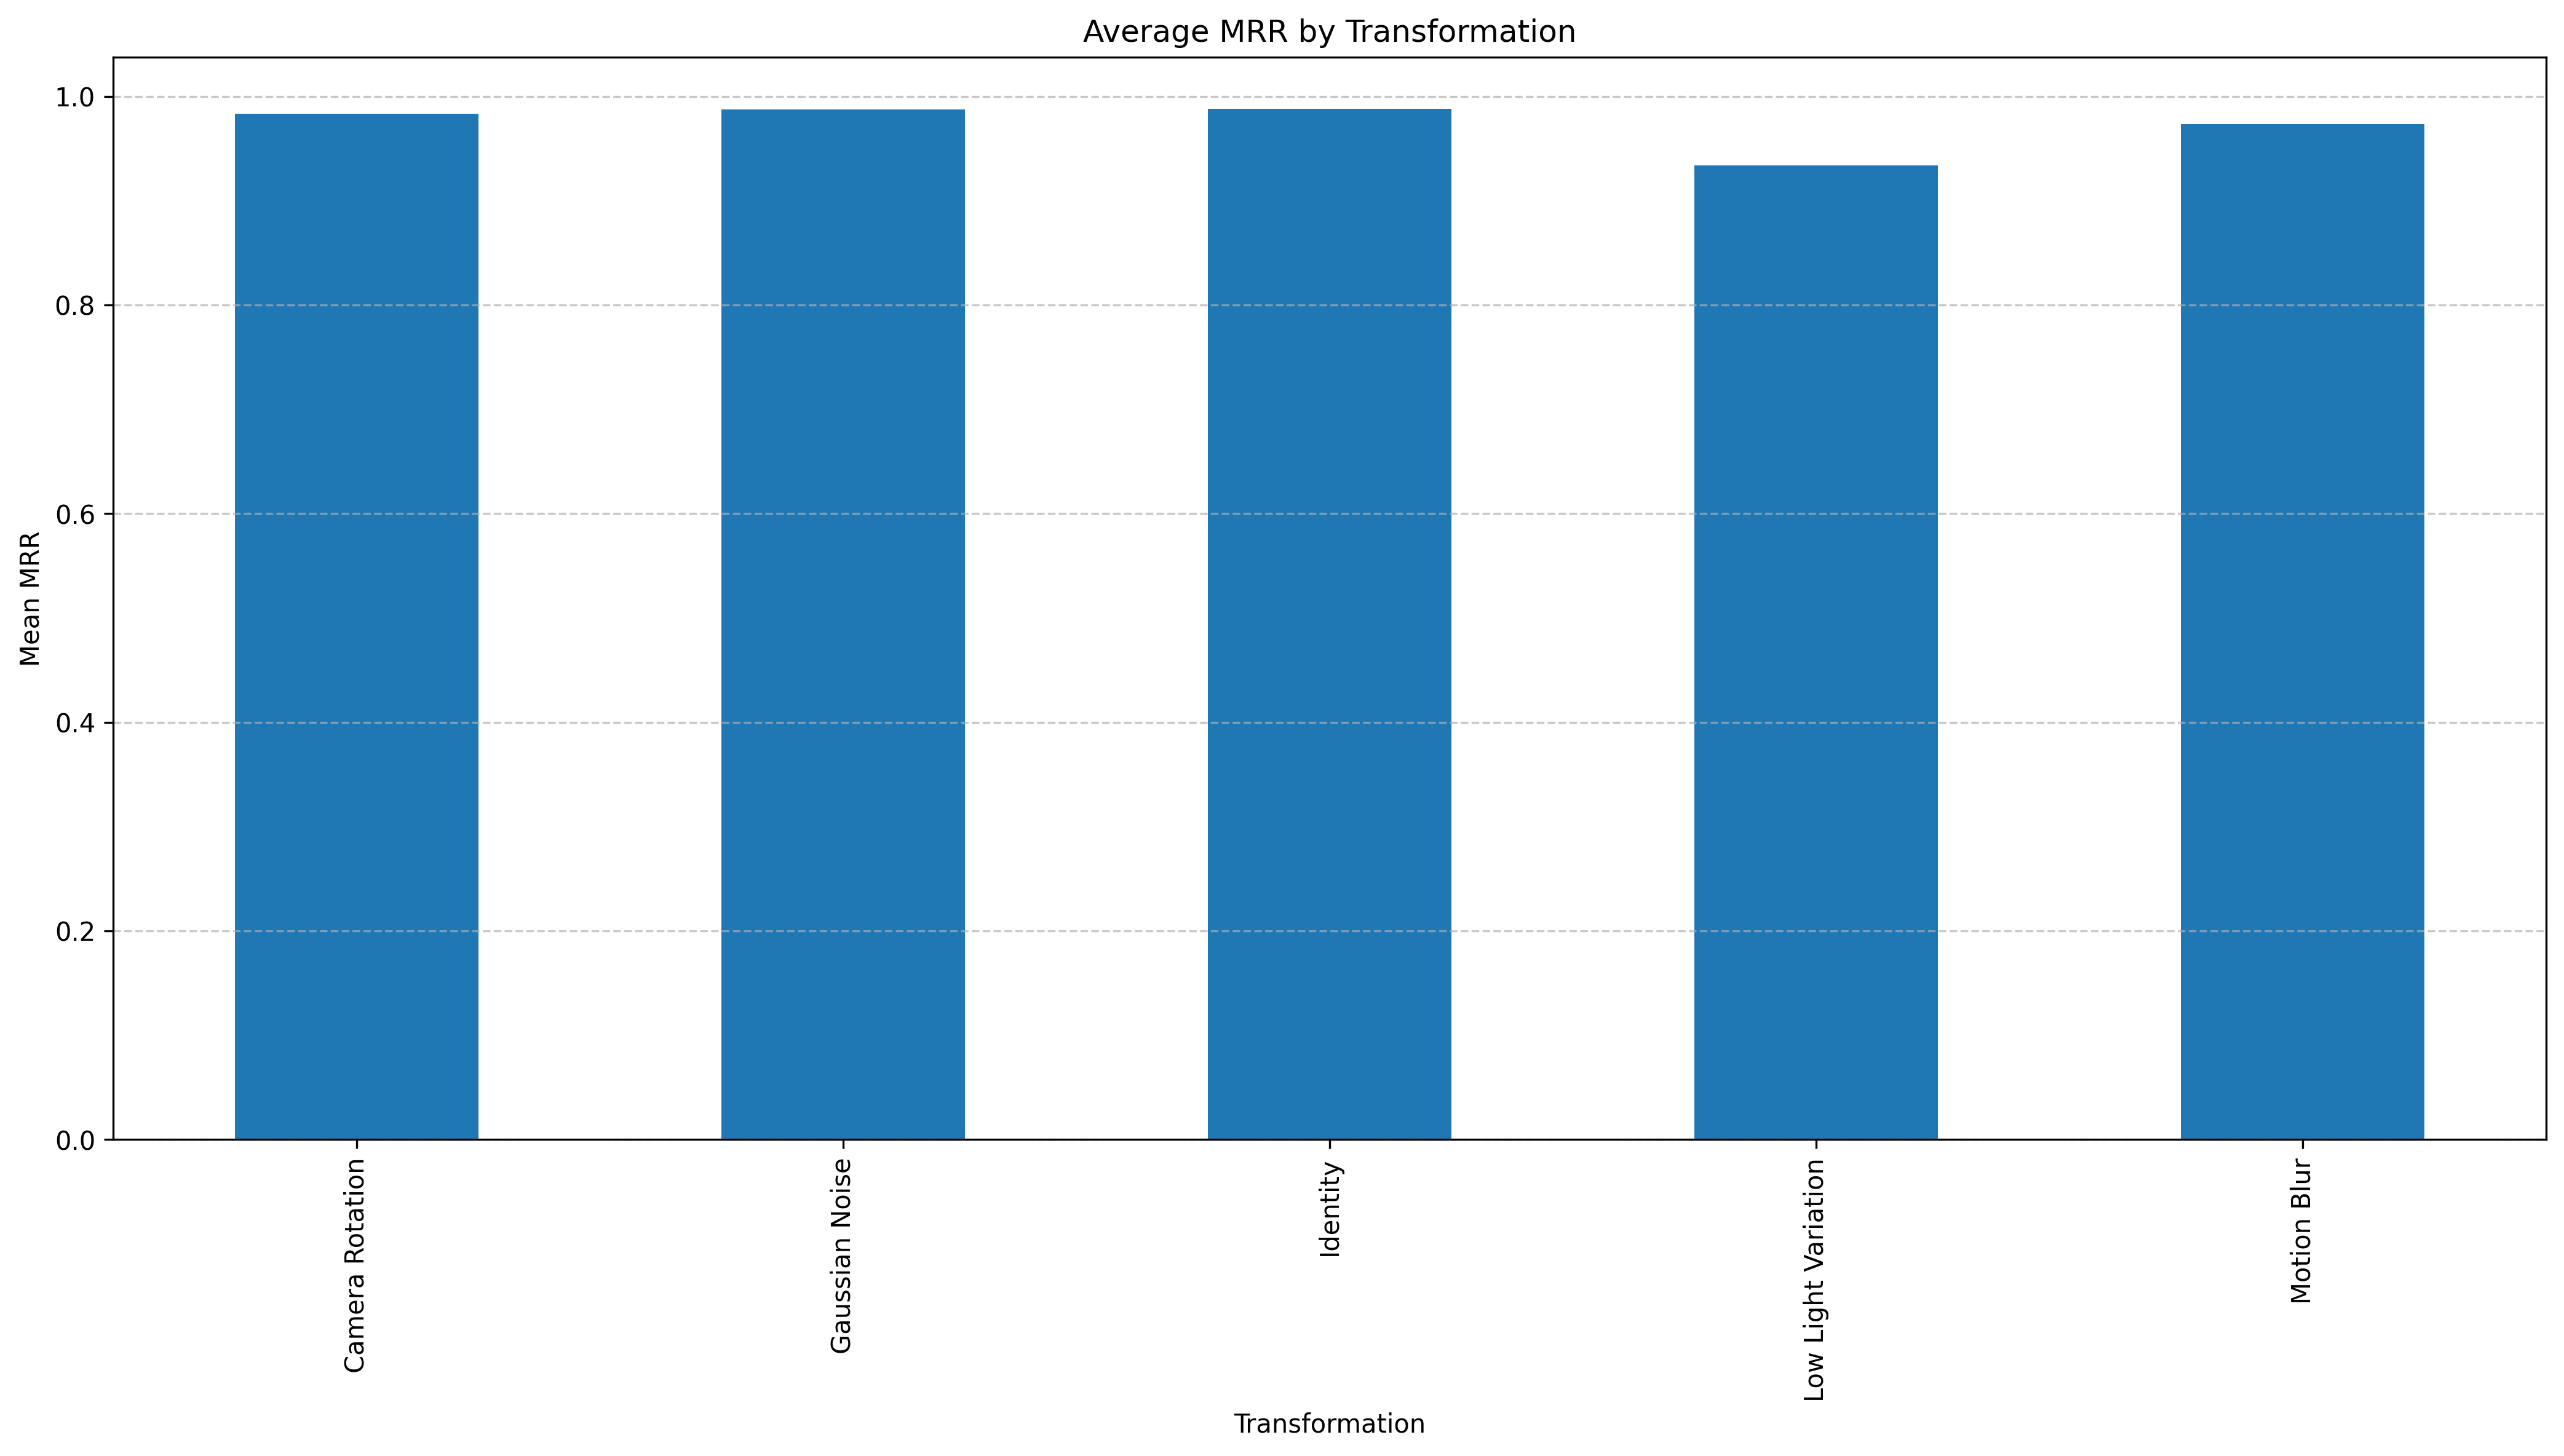 Average MRR by Transformation
Mean MRR
1.0
0.8
0.6
0.4
0.2
0.0
Camera Rotation
Gaussian Noise
Identity
Low Light Variation
Motion Blur
Transformation